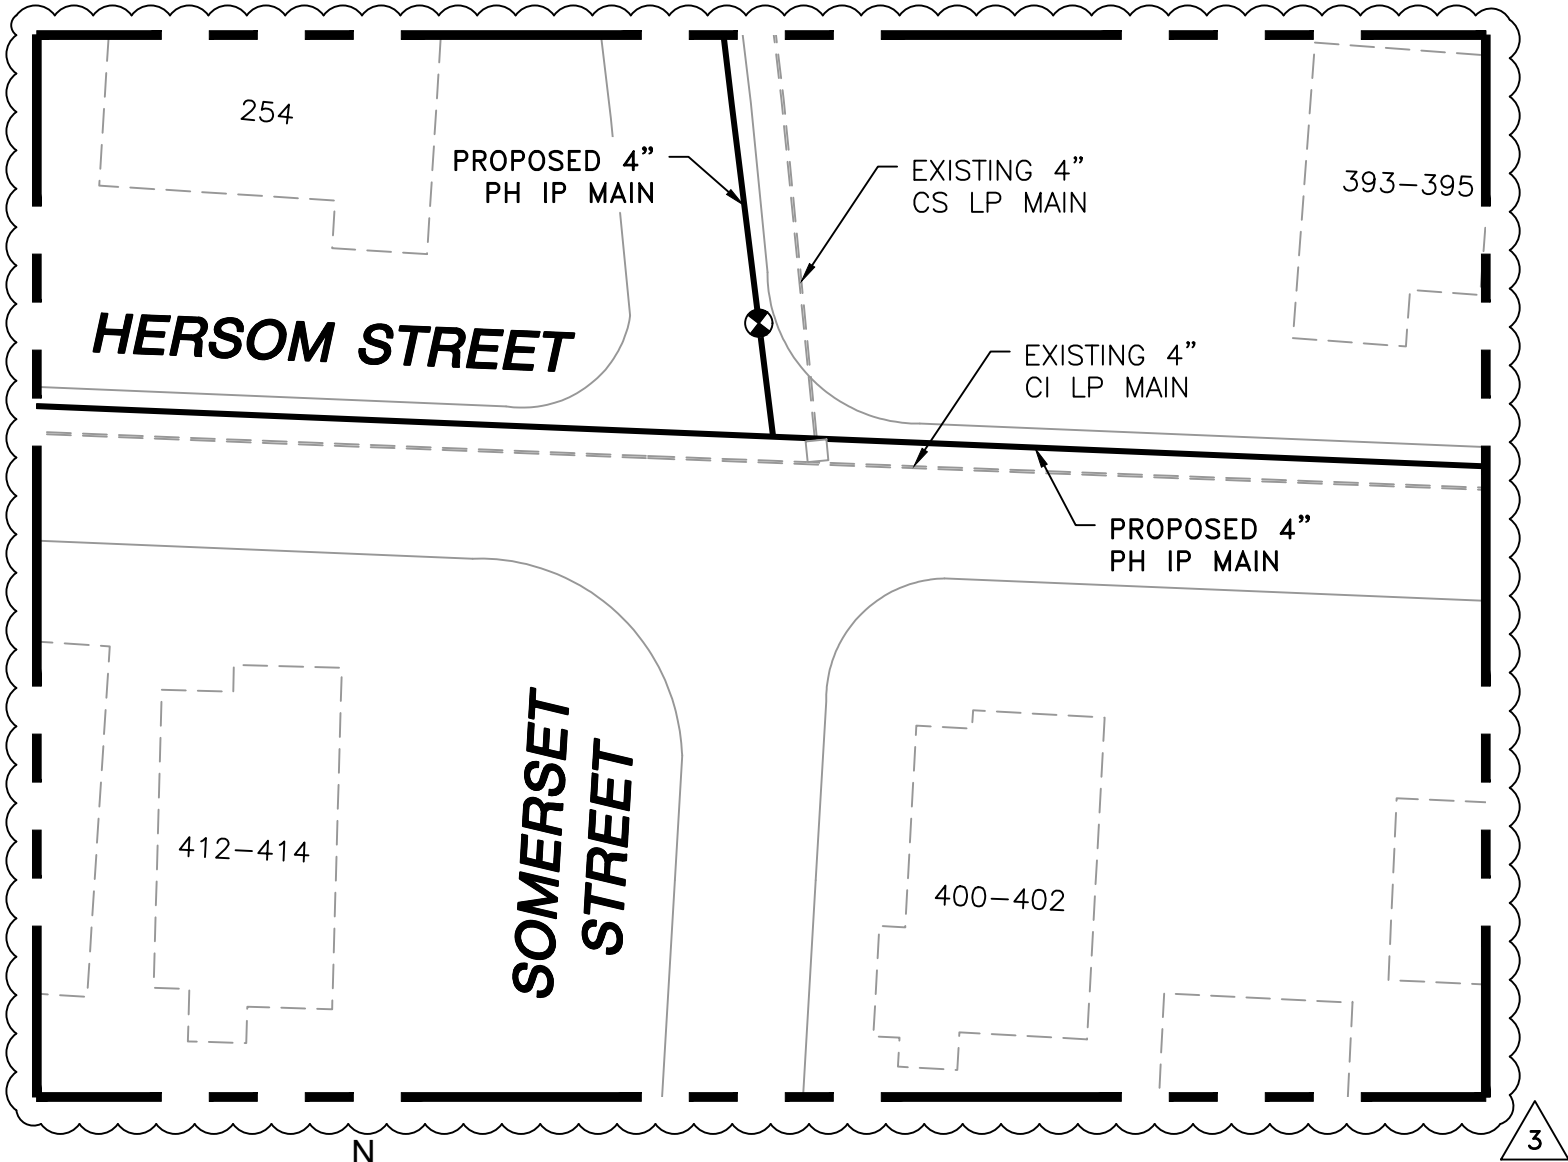 254
PROPOSED 4”
PH IP MAIN
EXISTING 4”
CS LP MAIN
393-395
HERSOM STREET
EXISTING 4”
CI LP MAIN
PROPOSED 4”
PH IP MAIN
SOMERSET
STREET
412-414
400-402
N
3